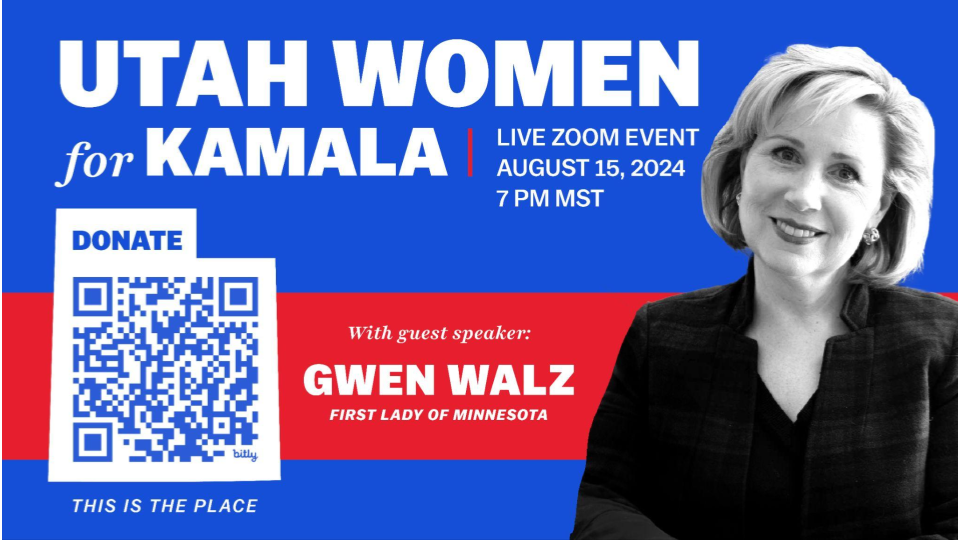 UTAH WOMEN
for KAMALA
LIVE ZOOM EVENT
AUGUST 15, 2024
7 PM MST
DONATE
bitly
With guest speaker:
GWEN WALZ
FIRST LADY OF MINNESOTA
THIS IS THE PLACE